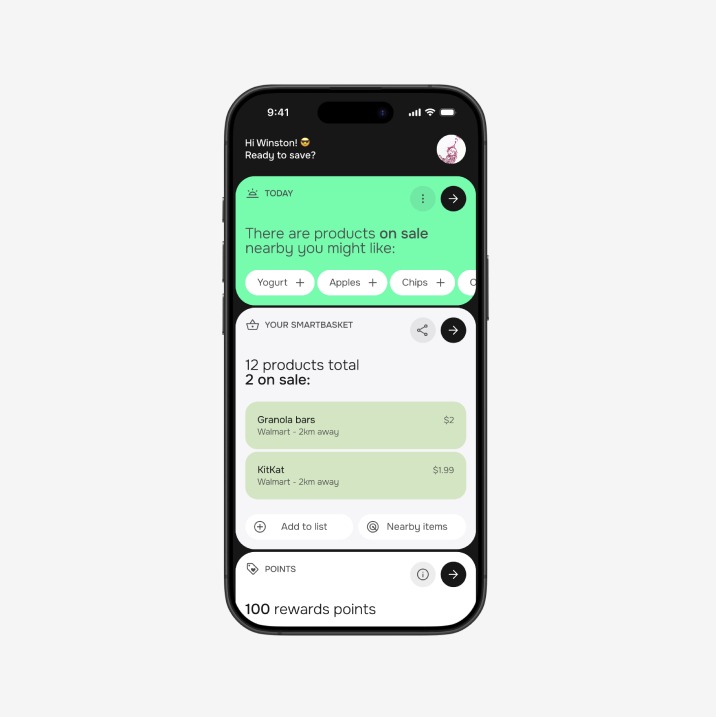 9:41
Hi Winston! 😎
Ready to save?
TODAY
There are products on sale
nearby you might like:
Yogurt + Apples + Chips +
YOUR SMARTBASKET
12 products total
2 on sale:
Granola bars $2
Walmart - 2km away
KitKat $1.99
Walmart - 2km away
Add to list Nearby items
POINTS
100 rewards points